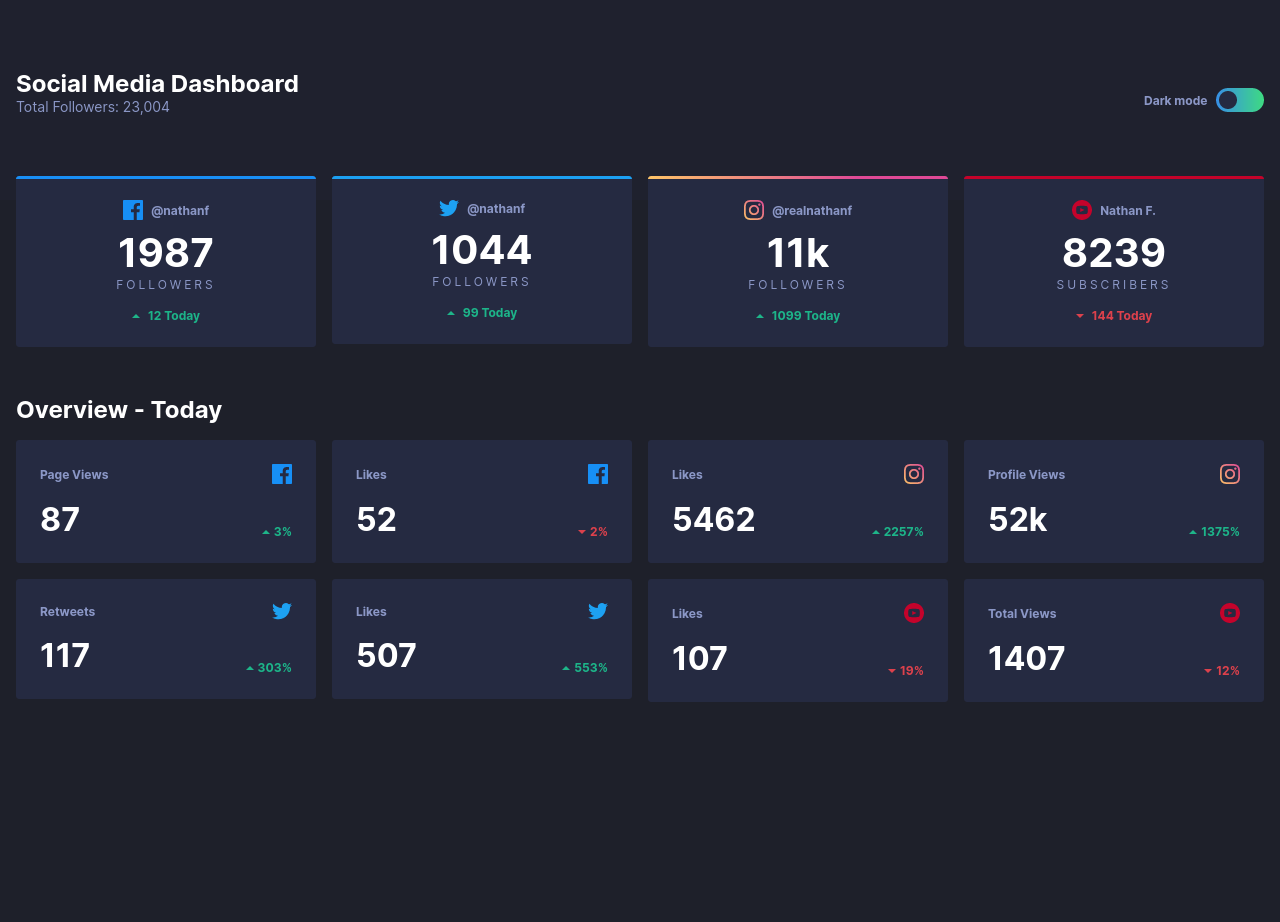 Social Media Dashboard
Total Followers: 23,004
Dark mode
@nathanf
1987
FOLLOWERS
12 Today
@nathanf
1044
FOLLOWERS
99 Today
@realnathanf
11k
FOLLOWERS
1099 Today
Nathan F.
8239
SUBSCRIBERS
144 Today
Overview - Today
Page Views
87
3%
Likes
52
2%
Likes
5462
2257%
Profile Views
52k
1375%
Retweets
117
303%
Likes
507
553%
Likes
107
19%
Total Views
1407
12%